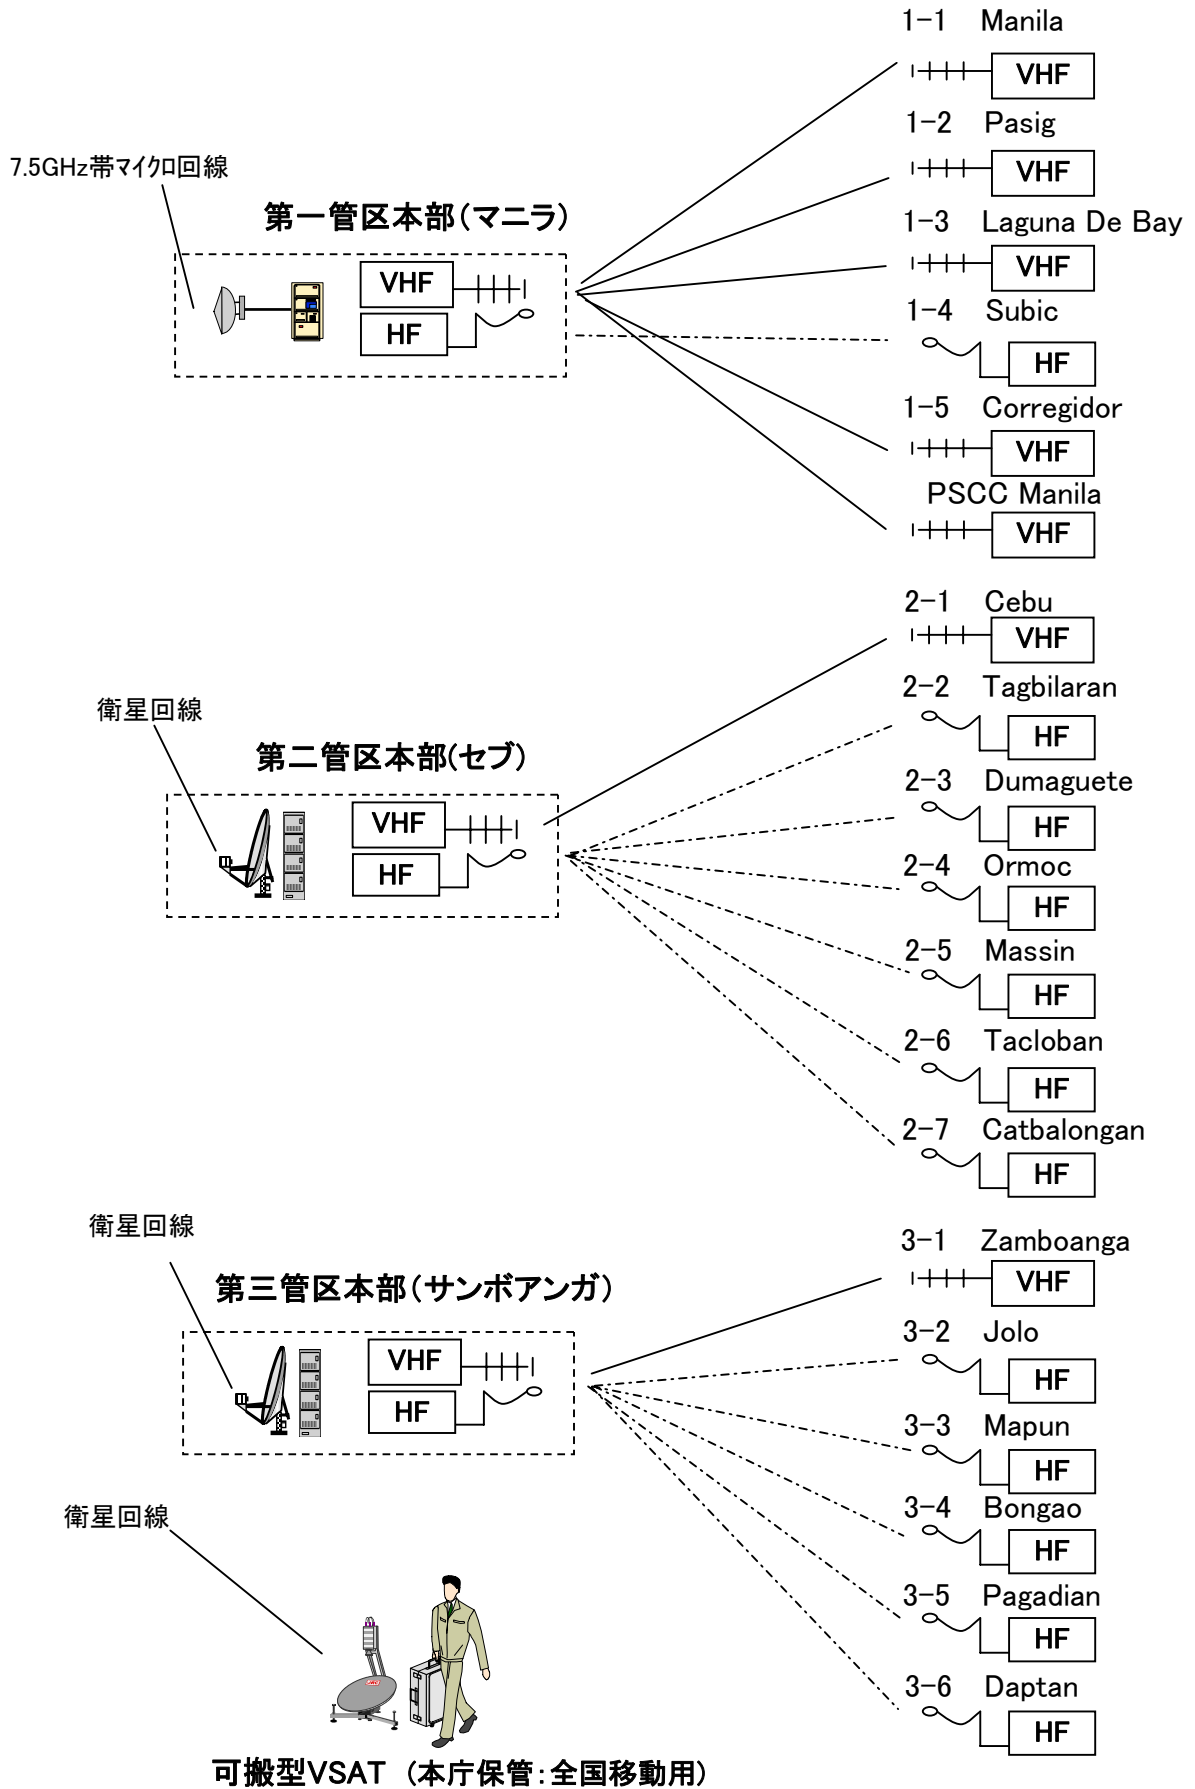 1-1 Manila
VHF
1-2 Pasig
VHF
1-3 Laguna De Bay
VHF
1-4 Subic
HF
1-5 Corregidor
VHF
PSCC Manila
VHF
7.5GHz帯マイクロ回線
第一管区本部(マニラ)
VHF
HF
2-1 Cebu
VHF
2-2 Tagbilaran
HF
2-3 Dumaguete
HF
2-4 Ormoc
HF
2-5 Massin
HF
2-6 Tacloban
HF
2-7 Catbalongan
HF
衛星回線
第二管区本部(セブ)
VHF
HF
3-1 Zamboanga
VHF
3-2 Jolo
HF
3-3 Mapun
HF
3-4 Bongao
HF
3-5 Pagadian
HF
3-6 Daptan
HF
衛星回線
第三管区本部(サンボアンガ)
VHF
HF
衛星回線
JRC
可搬型VSAT (本庁保管:全国移動用)